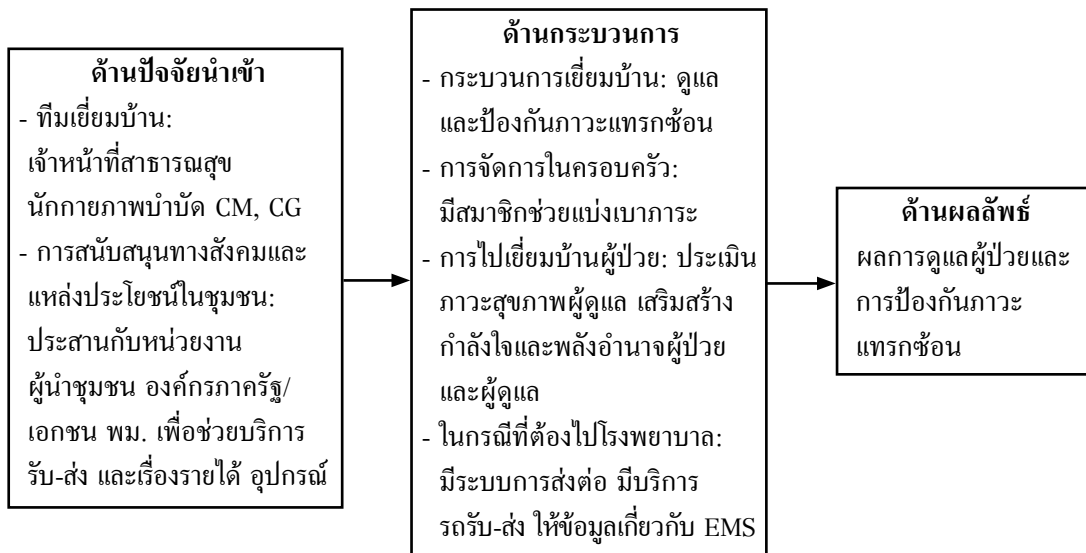 ด้านปัจจัยนำเข้า
- ทีมเยี่ยมบ้าน:
เจ้าหน้าที่สาธารณสุข
นักกายภาพบำบัด CM, CG
- การสนับสนุนทางสังคมและ
แหล่งประโยชน์ในชุมชน:
ประสานกับหน่วยงาน
ผู้นำชุมชน องค์กรภาครัฐ/
เอกชน พม. เพื่อช่วยบริการ
รับ-ส่ง และเรื่องรายได้ อุปกรณ์
ด้านกระบวนการ
- กระบวนการเยี่ยมบ้าน: ดูแล
และป้องกันภาวะแทรกซ้อน
- การจัดการในครอบครัว:
มีสมาชิกช่วยแบ่งเบาภาระ
- การไปเยี่ยมบ้านผู้ป่วย: ประเมิน
ภาวะสุขภาพผู้ดูแล เสริมสร้าง
กำลังใจและพลังอำนาจผู้ป่วย
และผู้ดูแล
- ในกรณีที่ต้องไปโรงพยาบาล:
มีระบบการส่งต่อ มีบริการ
รถรับ-ส่ง ให้ข้อมูลเกี่ยวกับ EMS
ด้านผลลัพธ์
ผลการดูแลผู้ป่วยและ
การป้องกันภาวะ
แทรกซ้อน